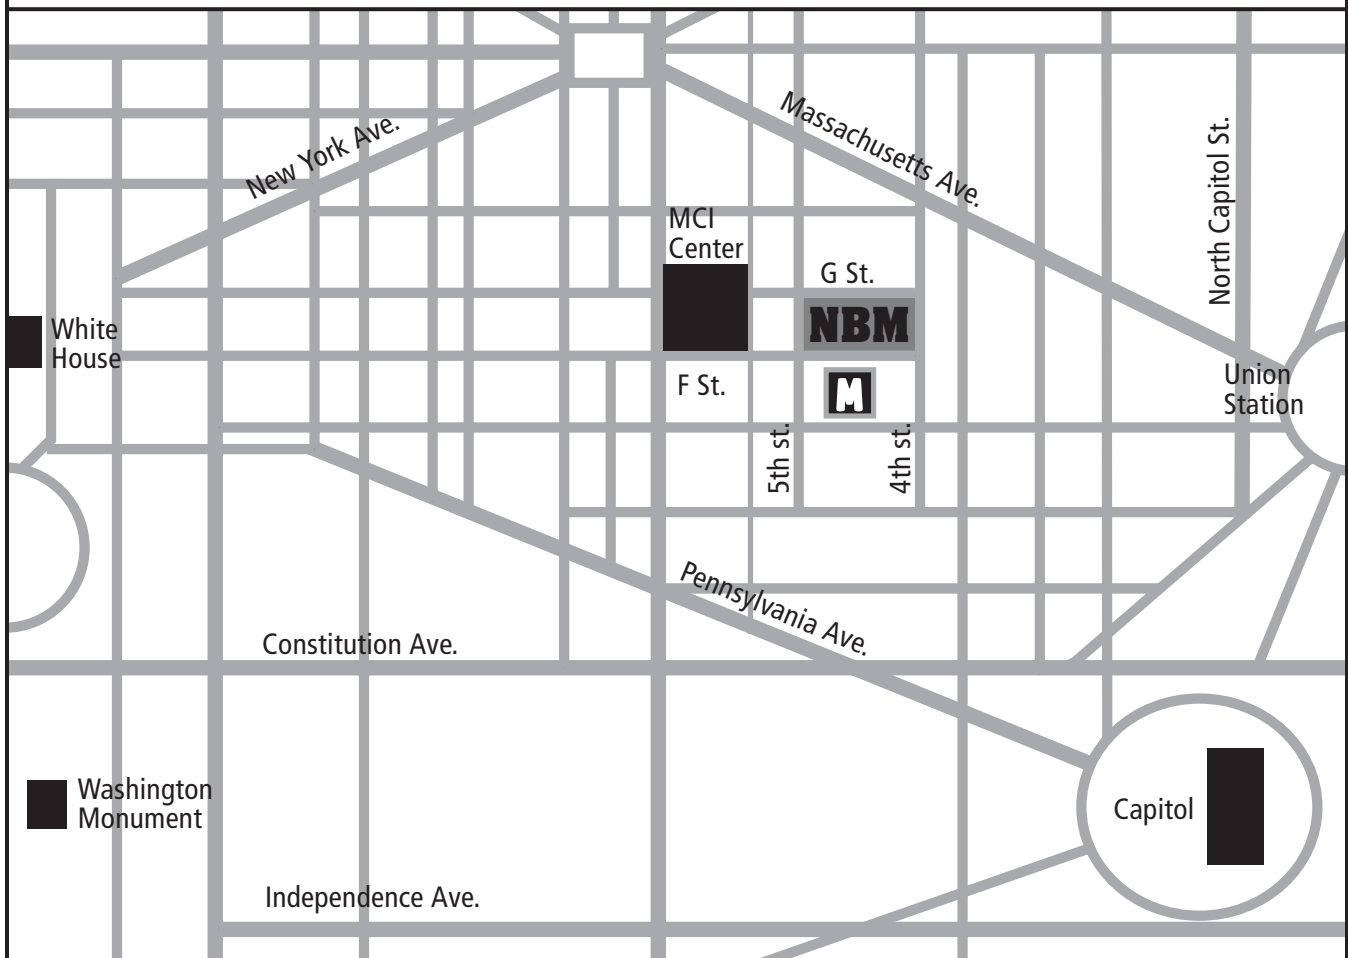 Massachusetts Ave.
New York Ave.
North Capitol St.
MCI
Center
G St.
NBM
White
House
F St.
M
Union
Station
5th st.
4th st.
Pennsylvania Ave.
Constitution Ave.
Washington
Monument
Capitol
Independence Ave.